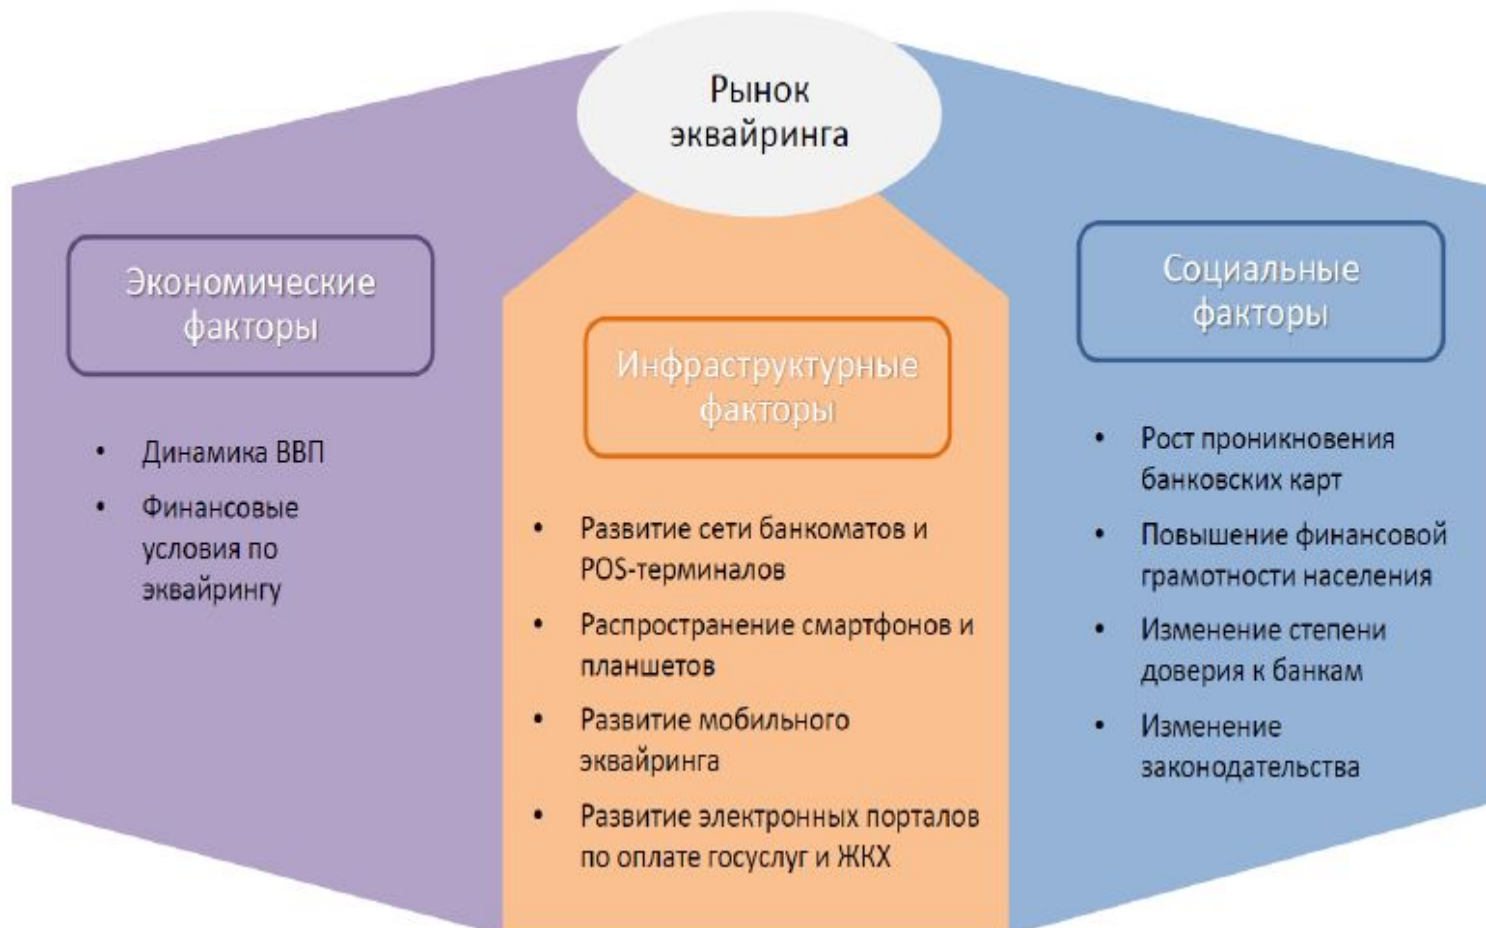 Рынок
эквайринга
Экономические
факторы
• Динамика ВВП
• Финансовые
условия по
эквайрингу
Инфраструктурные
факторы
• Развитие сети банкоматов и
POS-терминалов
• Распространение смартфонов и
планшетов
• Развитие мобильного
эквайринга
• Развитие электронных порталов
по оплате госуслуг и ЖКХ
Социальные
факторы
• Рост проникновения
банковских карт
• Повышение финансовой
грамотности населения
• Изменение степени
доверия к банкам
• Изменение
законодательства